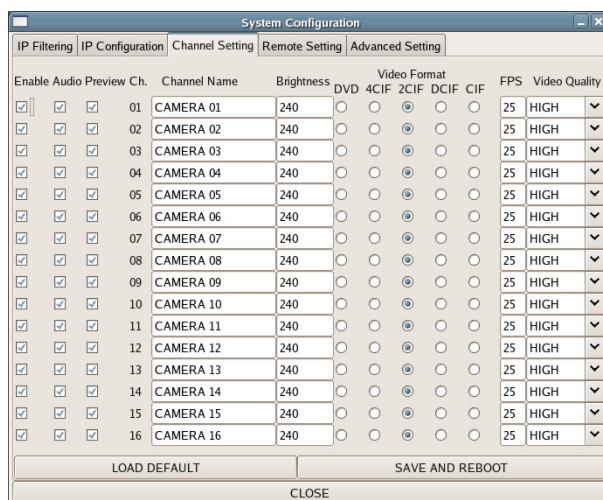 System Configuration
IP Filtering IP Configuration Channel Setting Remote Setting Advanced Setting
Video Format
Enable Audio Preview Ch. Channel Name Brightness DVD 4CIF 2CIF DCIF CIF FPS Video Quality
01 CAMERA 01 240 25 HIGH
02 CAMERA 02 240 25 HIGH
03 CAMERA 03 240 25 HIGH
04 CAMERA 04 240 25 HIGH
05 CAMERA 05 240 25 HIGH
06 CAMERA 06 240 25 HIGH
07 CAMERA 07 240 25 HIGH
08 CAMERA 08 240 25 HIGH
09 CAMERA 09 240 25 HIGH
10 CAMERA 10 240 25 HIGH
11 CAMERA 11 240 25 HIGH
12 CAMERA 12 240 25 HIGH
13 CAMERA 13 240 25 HIGH
14 CAMERA 14 240 25 HIGH
15 CAMERA 15 240 25 HIGH
16 CAMERA 16 240 25 HIGH
LOAD DEFAULT SAVE AND REBOOT
CLOSE